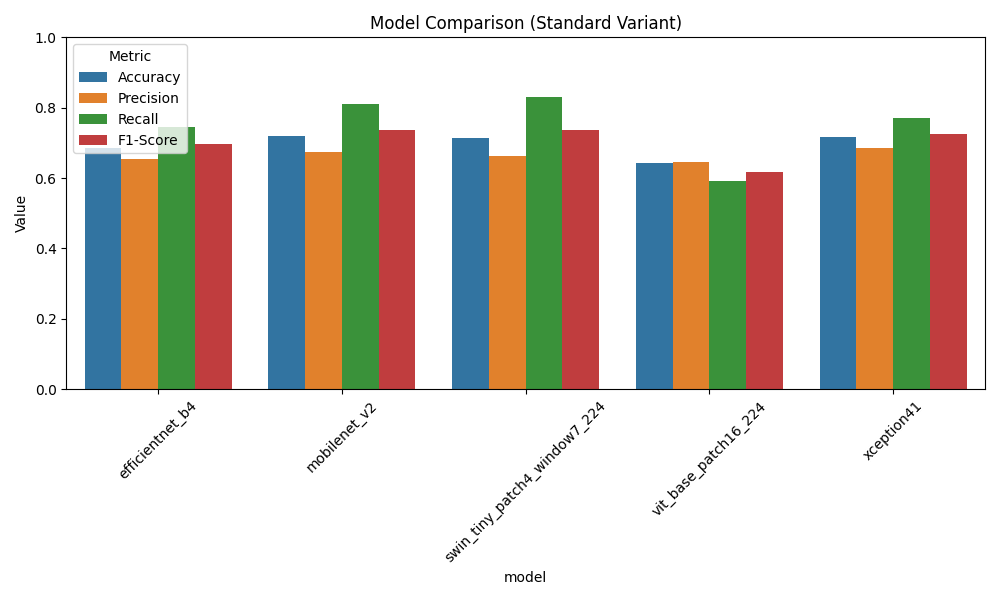 Model Comparison (Standard Variant)
Metric
Accuracy
Precision
Recall
F1-Score
Value
1.0
0.8
0.6
0.4
0.2
0.0
efficientnet_b4
mobilenet_v2
swin_tiny_patch4_window7_224
vit_base_patch16_224
xception41
model